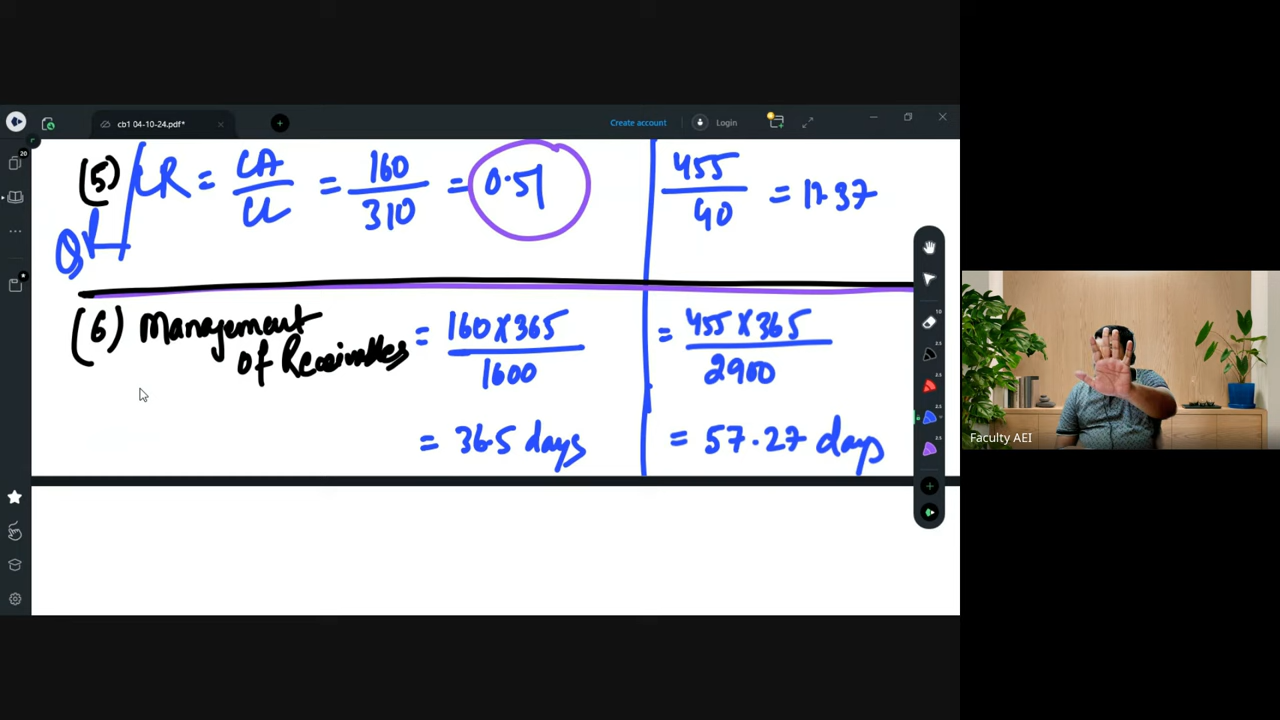 cb1 04-10-24.pdf*
Create account
Login
(5) CR = CA/CL = 160/310 = 0.51
455/40 = 11.37
(6) Management of Receivables = 160 X 365/1600
= 455 X 365/2900
= 36.5 days
= 57.27 days
Faculty AEI